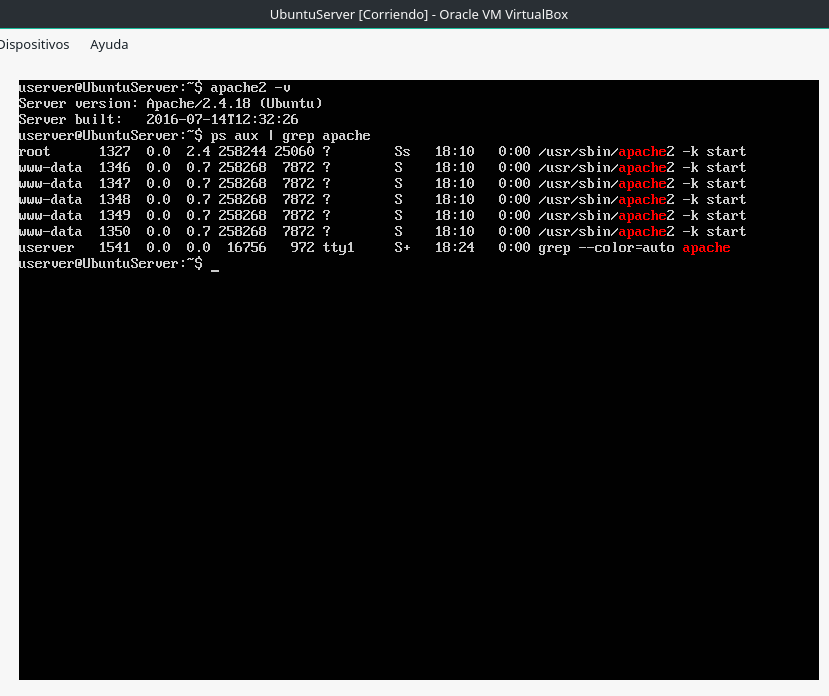 UbuntuServer [Corriendo] - Oracle VM VirtualBox
Dispositivos Ayuda
userver@UbuntuServer:~$ apache2 -v
Server version: Apache/2.4.18 (Ubuntu)
Server built:   2016-07-14T12:32:26
userver@UbuntuServer:~$ ps aux | grep apache
root      1327  0.0  2.4 258244 25060 ?        Ss   18:10   0:00 /usr/sbin/apache2 -k start
www-data  1346  0.0  0.7 258268  7872 ?        S    18:10   0:00 /usr/sbin/apache2 -k start
www-data  1347  0.0  0.7 258268  7872 ?        S    18:10   0:00 /usr/sbin/apache2 -k start
www-data  1348  0.0  0.7 258268  7872 ?        S    18:10   0:00 /usr/sbin/apache2 -k start
www-data  1349  0.0  0.7 258268  7872 ?        S    18:10   0:00 /usr/sbin/apache2 -k start
www-data  1350  0.0  0.7 258268  7872 ?        S    18:10   0:00 /usr/sbin/apache2 -k start
userver   1541  0.0  0.0  16756   972 tty1     S+   18:24   0:00 grep --color=auto apache
userver@UbuntuServer:~$ _